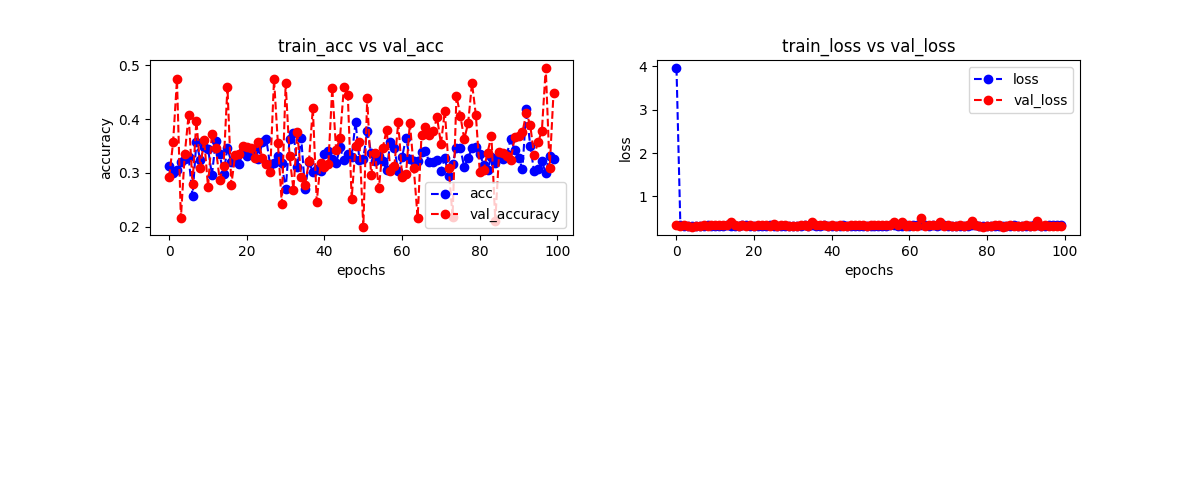 train_acc vs val_acc
0.5
0.4
0.3
0.2
accuracy
acc
val_accuracy
0 20 40 60 80 100
epochs
train_loss vs val_loss
4
3
2
1
loss
loss
val_loss
0 20 40 60 80 100
epochs